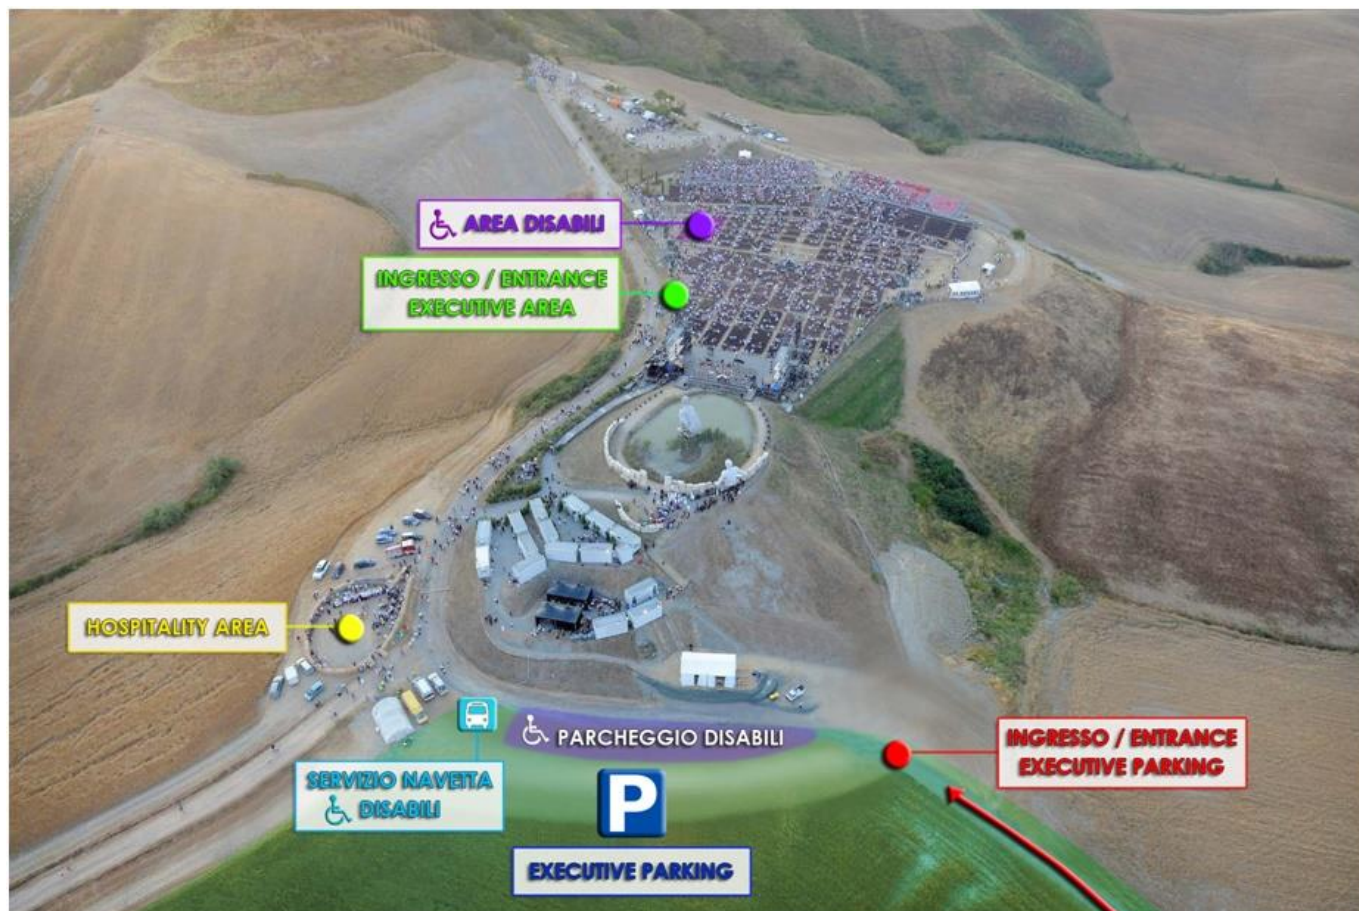 AREA DISABILI
INGRESSO / ENTRANCE
EXECUTIVE AREA
HOSPITALITY AREA
PARCHEGGIO DISABILI
INGRESSO / ENTRANCE
EXECUTIVE PARKING
SERVIZIO NAVETTA
DISABILI
P
EXECUTIVE PARKING